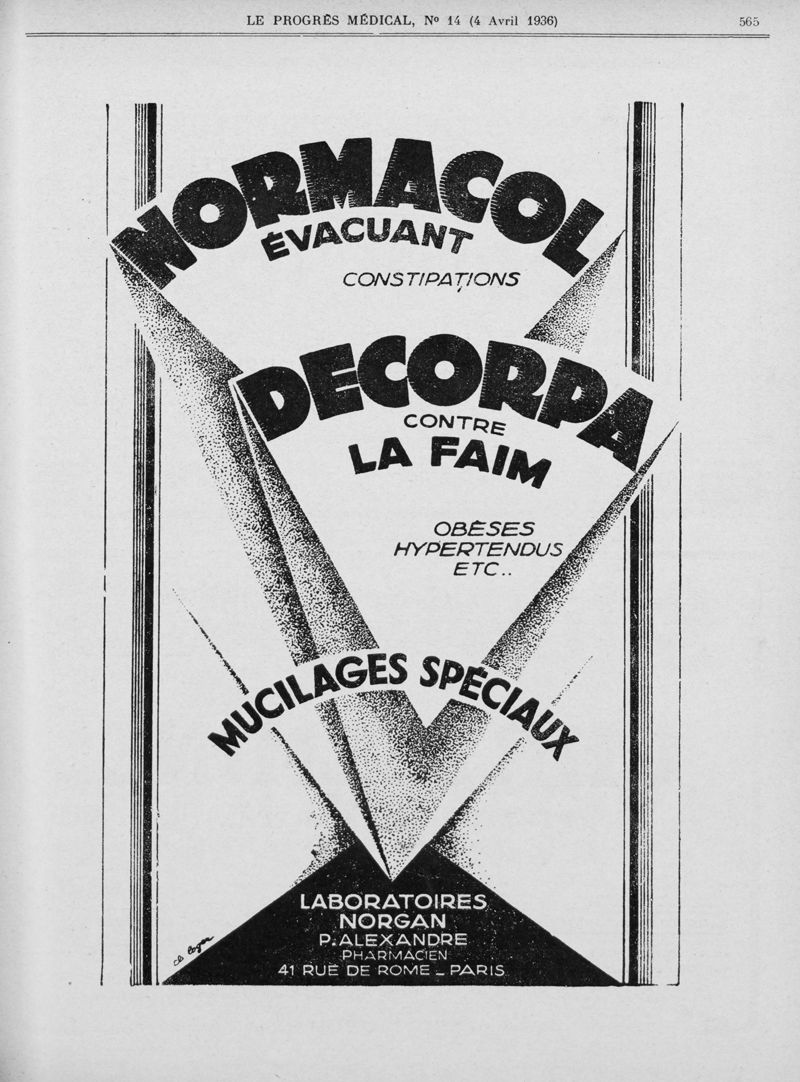 LE PROGRÈS MÉDICAL, Nº 14 (4 Avril 1936)
565
NORMACOL
ÉVACUANT
CONSTIPATIONS
DECORPA
CONTRE
LA FAIM
OBÈSES
HYPERTENDUS
ETC..
MUCILAGES SPÉCIAUX
LABORATOIRES
NORGAN
P. ALEXANDRE
PHARMACIEN
41 RUE DE ROME _ PARIS